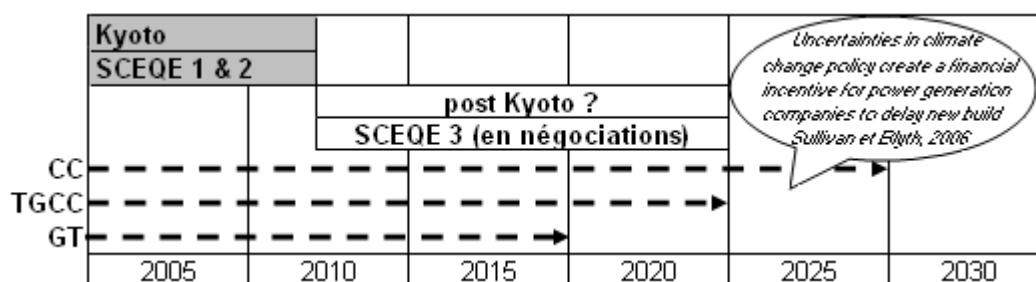 Kyoto
SCEQE 1 & 2
post Kyoto ?
SCEQE 3 (en négociations)
Uncertainties in climate
change policy create a financial
incentive for power generation
companies to delay new build
Sullivan et Blyth, 2006
CC
TGCC
GT
2005 2010 2015 2020 2025 2030